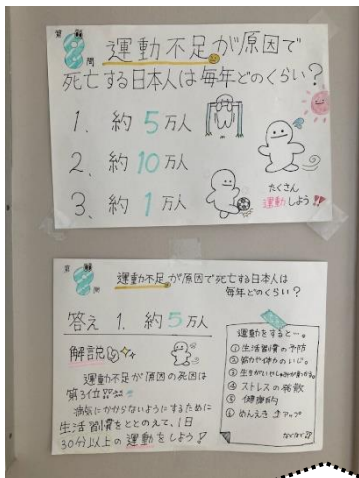 第8問 運動不足が原因で
死亡する日本人は毎年どのくらい?
1. 約5万人
2. 約10万人
3. 約1万人
たくさん
運動しよう!!
第8問 運動不足が原因で死亡する日本人は
毎年どのくらい?
答え 1. 約5万人
解説
運動不足が原因の死因は
第3位!!
病気にかからないようにするために
生活習慣をととのえて、1日
30分以上の運動をしよう!
運動をすると…。
① 生活習慣の予防
② 筋力や体力のいじ。
③
④ ストレスの発散
⑤ 健康的
⑥ めんえき アップ
などなど!!